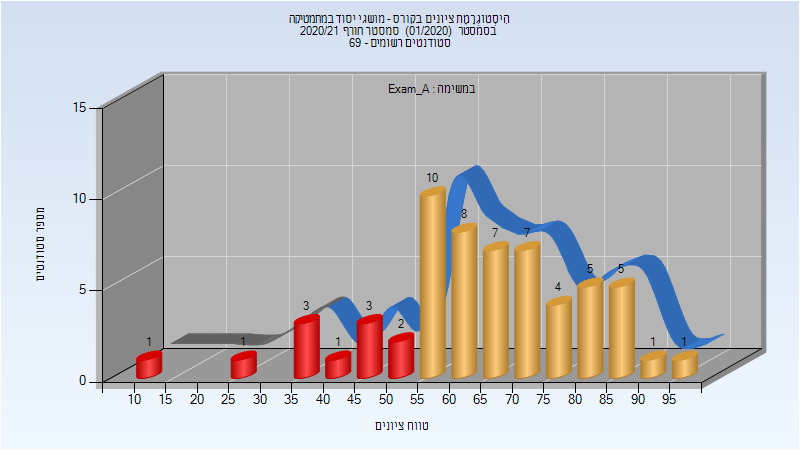 היסטוגרמת ציונים בקורס - מושגי יסוד במתמטיקה
בסמסטר (01/2020) סמסטר חורף 2020/21
סטודנטים רשומים - 69
במשימה : Exam_A
מספר סטודנטים
15
10
5
0
1
1
3
1
3
2
10
8
7
7
4
5
5
1
1
10 15 20 25 30 35 40 45 50 55 60 65 70 75 80 85 90 95
טווח ציונים